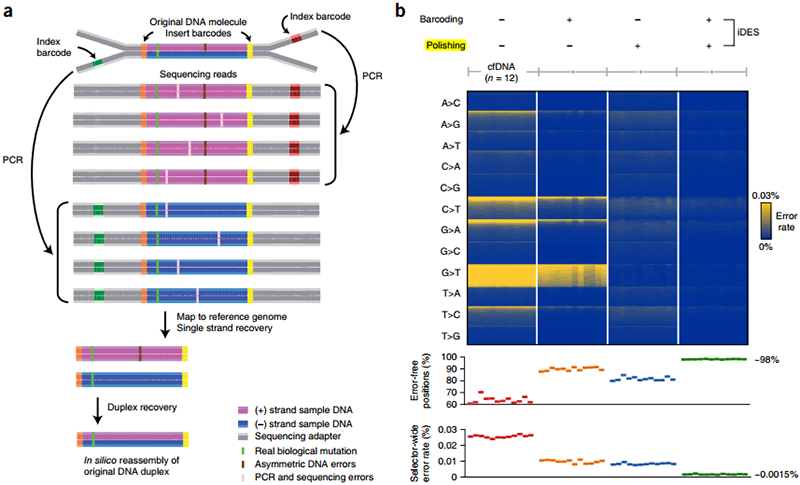 a
Original DNA molecule
Insert barcodes
Index barcode
Index
barcode
Sequencing reads
PCR
PCR
Map to reference genome
Single strand recovery
Duplex recovery
In silico reassembly of
original DNA duplex
(+) strand sample DNA
(−) strand sample DNA
Sequencing adapter
Real biological mutation
Asymmetric DNA errors
PCR and sequencing errors
b
Barcoding − + − +
Polishing − − + +
iDES
cfDNA
(n = 12)
A>C
A>G
A>T
C>A
C>G
C>T
G>A
G>C
G>T
T>A
T>C
T>G
0.03%
Error
rate
0%
Error-free
positions (%)
100
90
80
70
60
~98%
Selector-wide
error rate (%)
0.03
0.02
0.01
0
~0.0015%